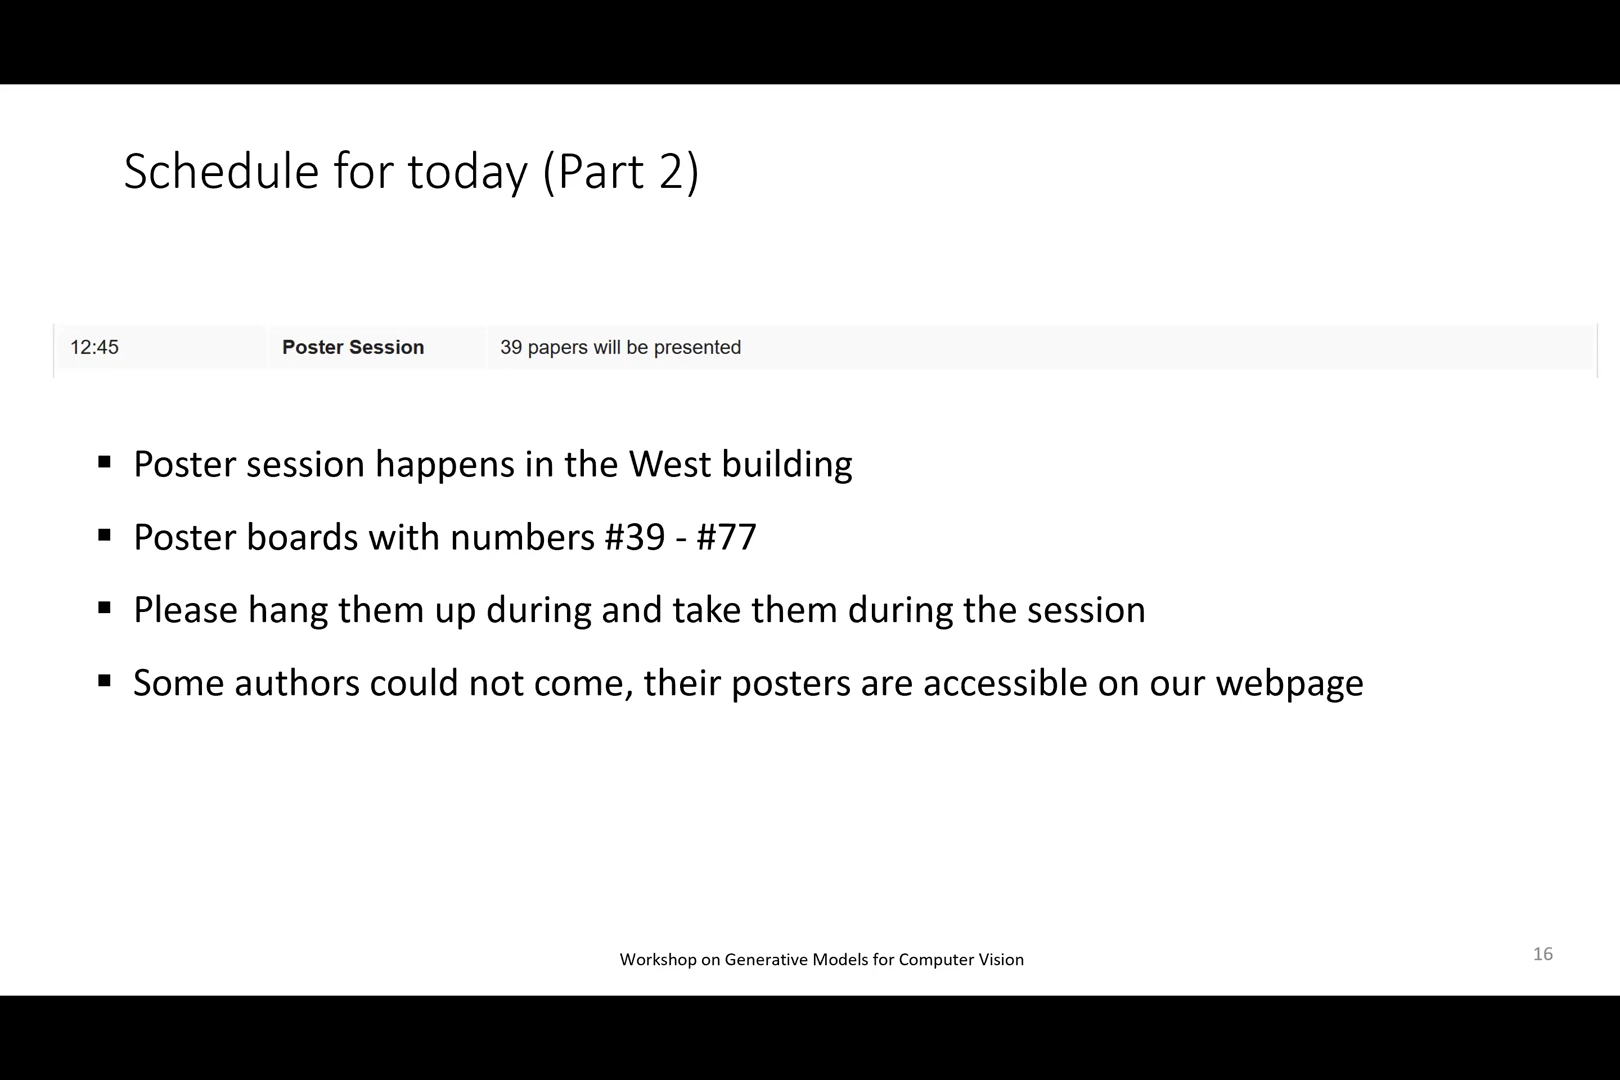 Schedule for today (Part 2)
12:45 Poster Session 39 papers will be presented
▪ Poster session happens in the West building
▪ Poster boards with numbers #39 - #77
▪ Please hang them up during and take them during the session
▪ Some authors could not come, their posters are accessible on our webpage
Workshop on Generative Models for Computer Vision
16